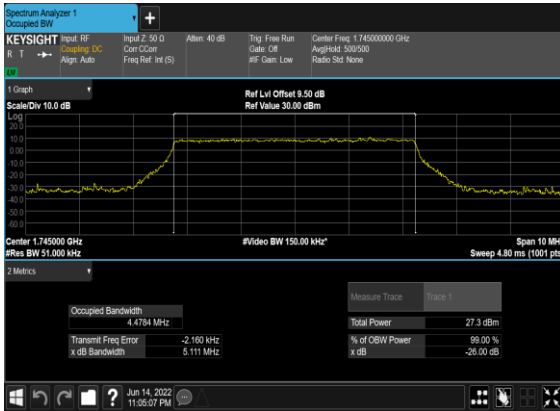 Spectrum Analyzer 1
Occupied BW
+
KEYSIGHT
R T
LXI
Input: RF
Coupling: DC
Align: Auto
Input Z: 50 Ω
Corr CCorr
Freq Ref: Int (S)
Atten: 40 dB
Trig: Free Run
Gate: Off
#IF Gain: Low
Center Freq: 1.745000000 GHz
Avg|Hold: 500/500
Radio Std: None
1 Graph
Scale/Div 10.0 dB
Ref Lvl Offset 9.50 dB
Ref Value 30.00 dBm
Log
20.0
10.0
0.00
-10.0
-20.0
-30.0
-40.0
-50.0
-60.0
Center 1.745000 GHz
#Res BW 51.000 kHz
#Video BW 150.00 kHz*
Span 10 MH
Sweep 4.80 ms (1001 pts
2 Metrics
Measure Trace
Trace 1
Occupied Bandwidth
4.4784 MHz
Total Power
27.3 dBm
Transmit Freq Error
-2.160 kHz
% of OBW Power
99.00 %
x dB Bandwidth
5.111 MHz
x dB
-26.00 dB
?
Jun 14, 2022
11:05:07 PM